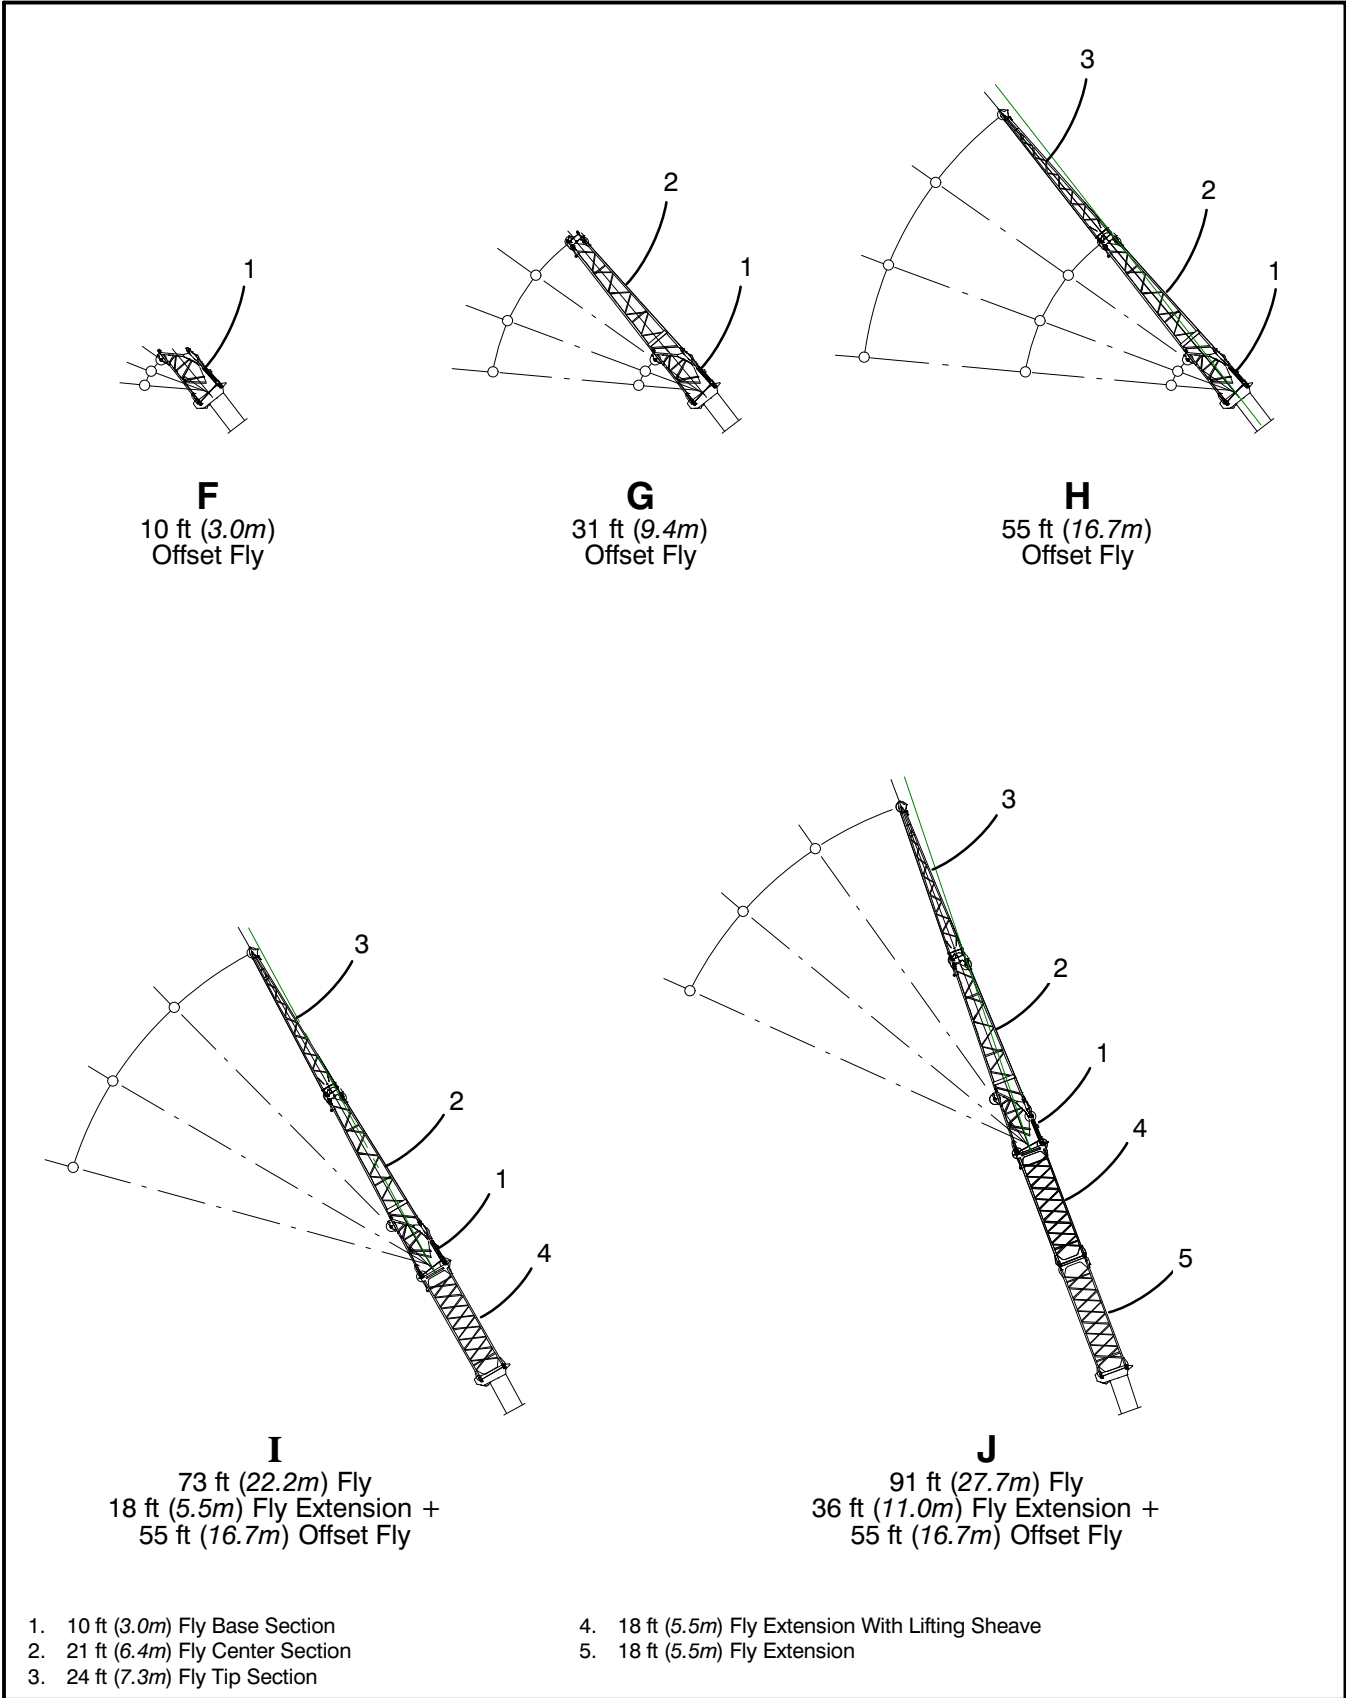 3
2
1
2
1
2
1
1
F
10 ft (3.0m)
Offset Fly
G
31 ft (9.4m)
Offset Fly
H
55 ft (16.7m)
Offset Fly
3
2
1
4
3
2
1
4
5
I
73 ft (22.2m) Fly
18 ft (5.5m) Fly Extension +
55 ft (16.7m) Offset Fly
J
91 ft (27.7m) Fly
36 ft (11.0m) Fly Extension +
55 ft (16.7m) Offset Fly
1. 10 ft (3.0m) Fly Base Section
2. 21 ft (6.4m) Fly Center Section
3. 24 ft (7.3m) Fly Tip Section
4. 18 ft (5.5m) Fly Extension With Lifting Sheave
5. 18 ft (5.5m) Fly Extension